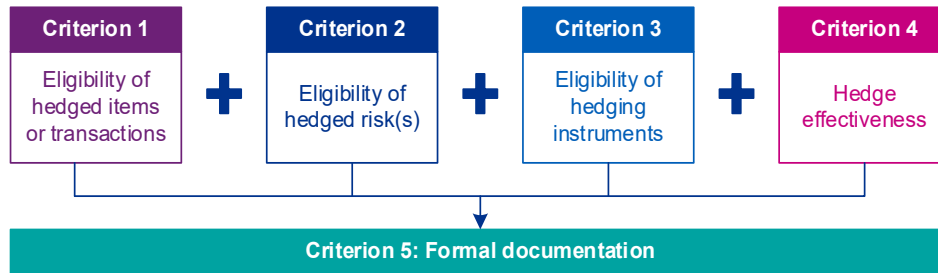 Criterion 1
Eligibility of
hedged items
or transactions
Criterion 2
Eligibility of
hedged risk(s)
Criterion 3
Eligibility of
hedging
instruments
Criterion 4
Hedge
effectiveness
Criterion 5: Formal documentation